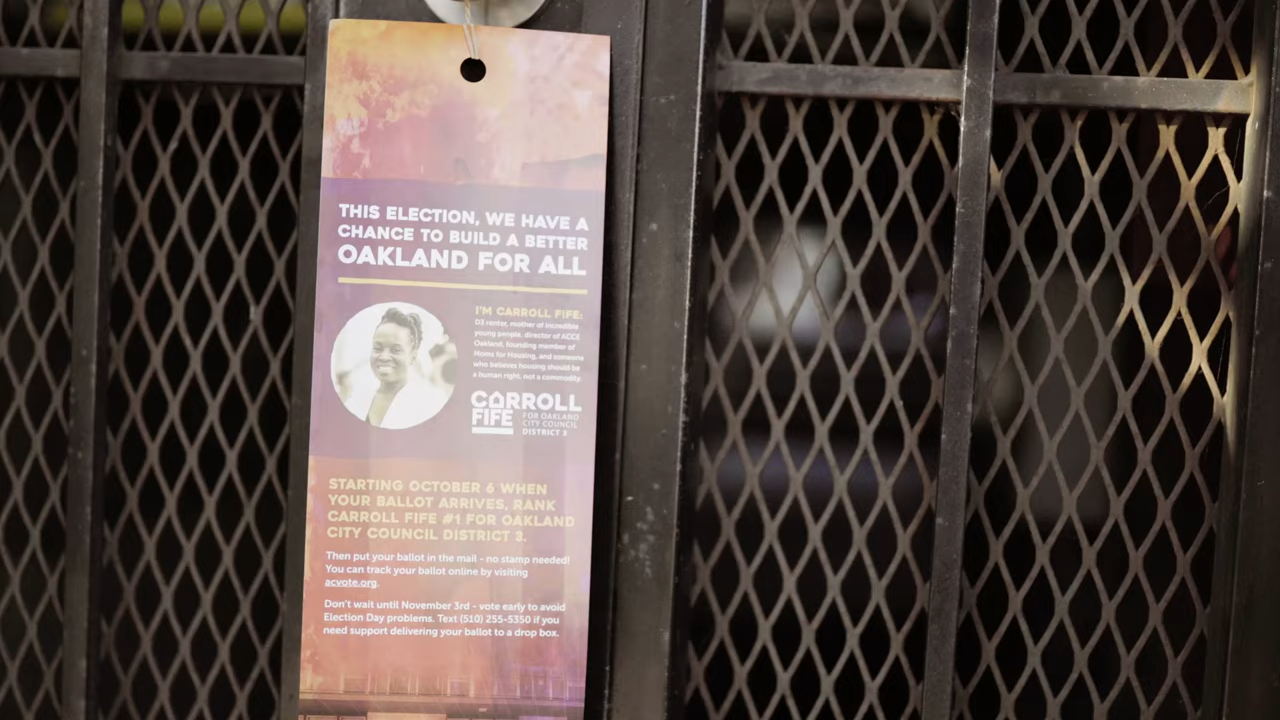 THIS ELECTION, WE HAVE A
CHANCE TO BUILD A BETTER
OAKLAND FOR ALL
I'M CARROLL FIFE:
D3 renter, mother of incredible
young people, director of ACCE
Oakland, founding member of
Moms for Housing, and someone
who believes housing should be
a human right, not a commodity.
CARROLL
FIFE
FOR OAKLAND
CITY COUNCIL
DISTRICT 3
STARTING OCTOBER 6 WHEN
YOUR BALLOT ARRIVES, RANK
CARROLL FIFE #1 FOR OAKLAND
CITY COUNCIL DISTRICT 3.
Then put your ballot in the mail - no stamp needed!
You can track your ballot online by visiting
acvote.org.
Don't wait until November 3rd - vote early to avoid
Election Day problems. Text (510) 255-5350 if you
need support delivering your ballot to a drop box.